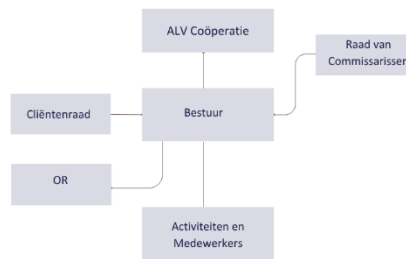 ALV Coöperatie
Raad van
Commissarissen
Cliëntenraad
Bestuur
OR
Activiteiten en
Medewerkers